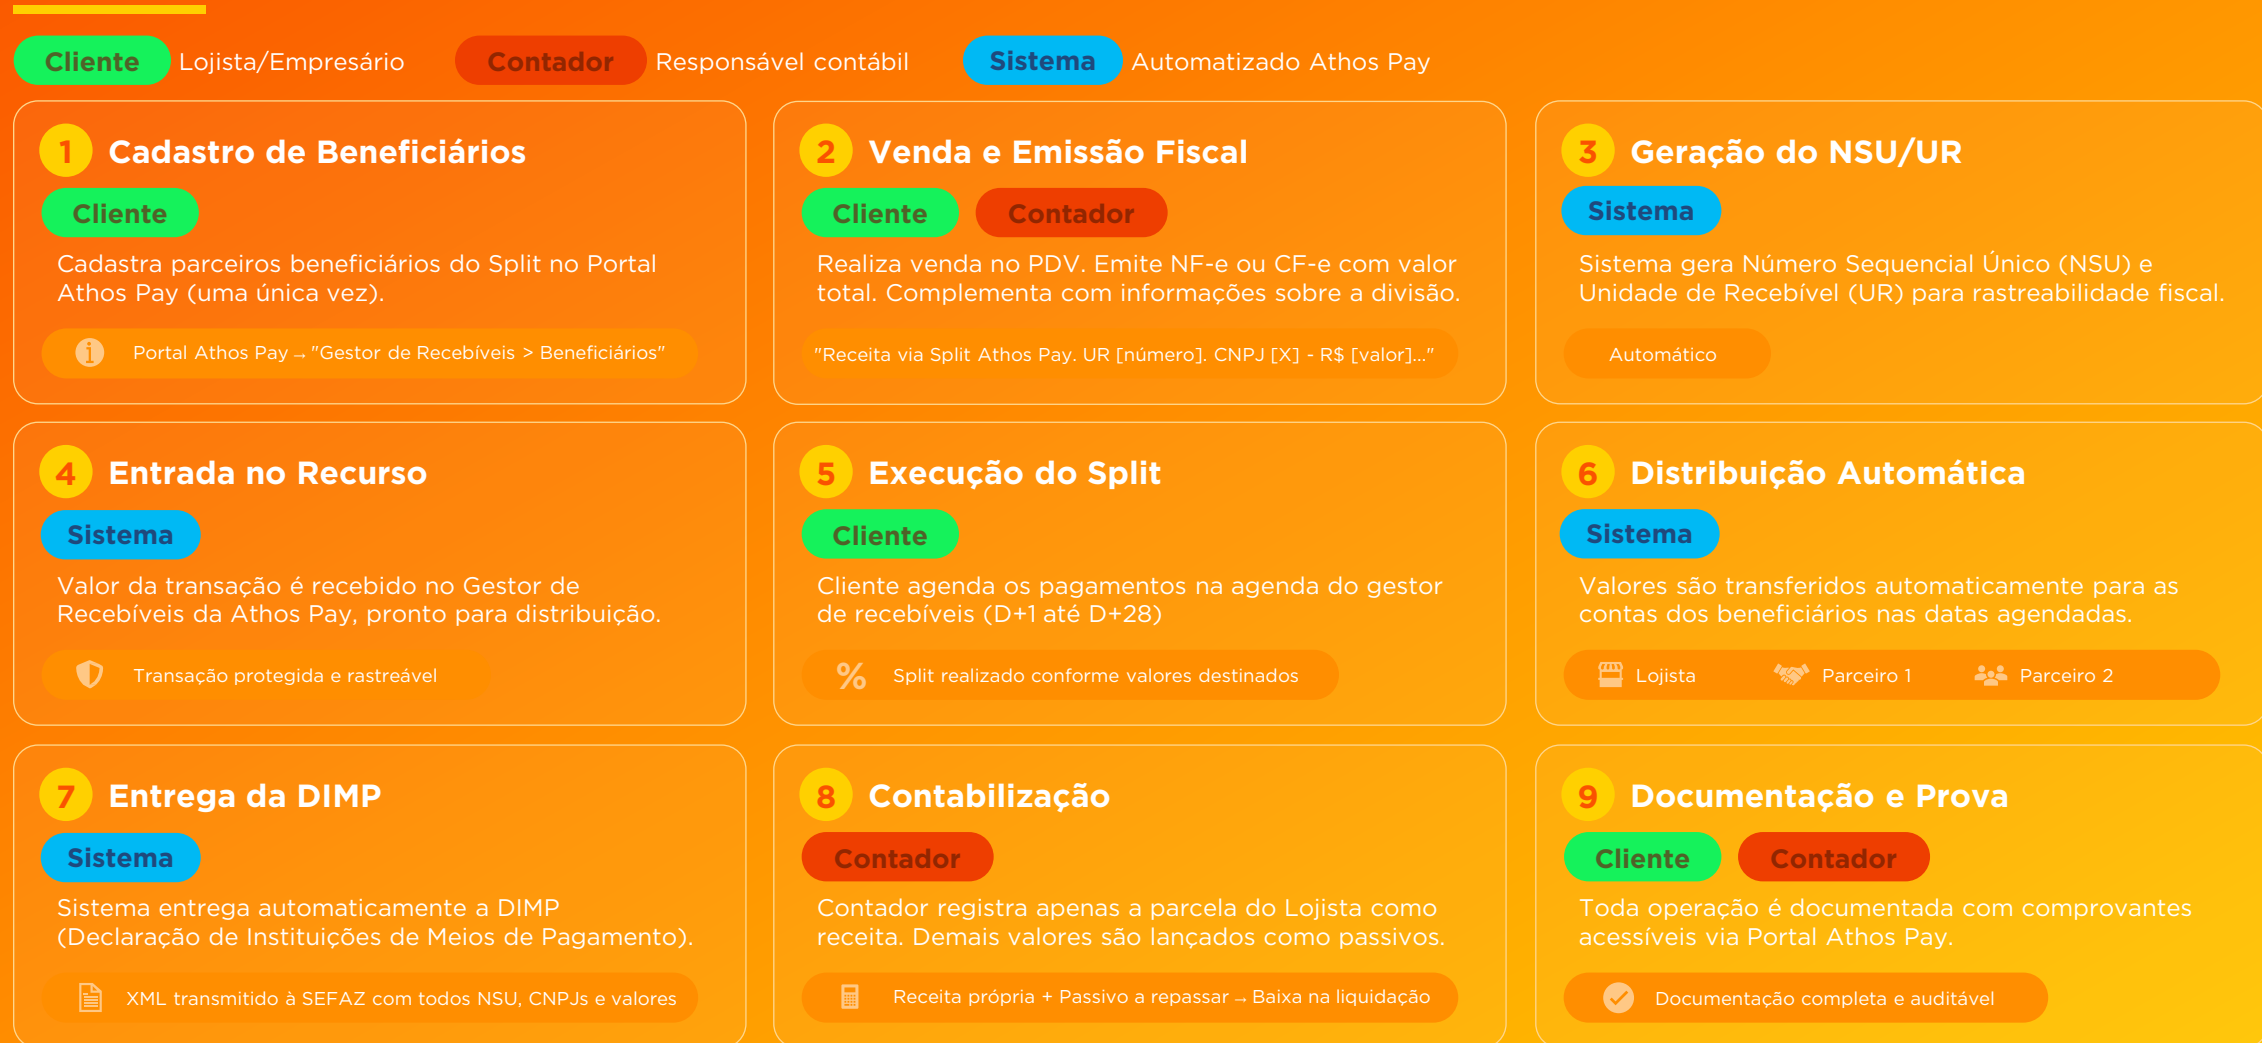 Cliente Lojista/Empresário Contador Responsável contábil Sistema Automatizado Athos Pay
1 Cadastro de Beneficiários
Cliente
Cadastra parceiros beneficiários do Split no Portal
Athos Pay (uma única vez).
Portal Athos Pay → "Gestor de Recebíveis > Beneficiários"
2 Venda e Emissão Fiscal
Cliente Contador
Realiza venda no PDV. Emite NF-e ou CF-e com valor
total. Complementa com informações sobre a divisão.
"Receita via Split Athos Pay. UR [número]. CNPJ [X] - R$ [valor]..."
3 Geração do NSU/UR
Sistema
Sistema gera Número Sequencial Único (NSU) e
Unidade de Recebível (UR) para rastreabilidade fiscal.
Automático
4 Entrada no Recurso
Sistema
Valor da transação é recebido no Gestor de
Recebíveis da Athos Pay, pronto para distribuição.
Transação protegida e rastreável
5 Execução do Split
Cliente
Cliente agenda os pagamentos na agenda do gestor
de recebíveis (D+1 até D+28)
% Split realizado conforme valores destinados
6 Distribuição Automática
Sistema
Valores são transferidos automaticamente para as
contas dos beneficiários nas datas agendadas.
Lojista Parceiro 1 Parceiro 2
7 Entrega da DIMP
Sistema
Sistema entrega automaticamente a DIMP
(Declaração de Instituições de Meios de Pagamento).
XML transmitido à SEFAZ com todos NSU, CNPJs e valores
8 Contabilização
Contador
Contador registra apenas a parcela do Lojista como
receita. Demais valores são lançados como passivos.
Receita própria + Passivo a repassar → Baixa na liquidação
9 Documentação e Prova
Cliente Contador
Toda operação é documentada com comprovantes
acessíveis via Portal Athos Pay.
Documentação completa e auditável